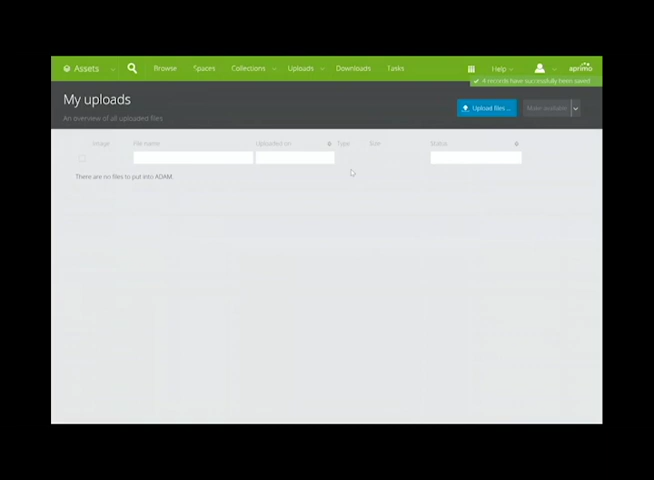 Assets Browse Spaces Collections Uploads Downloads Tasks Help aprimo
4 records have successfully been saved
My uploads
An overview of all uploaded files
Upload files... Make available
Image File name Uploaded on Type Size Status
There are no files to put into ADAM.